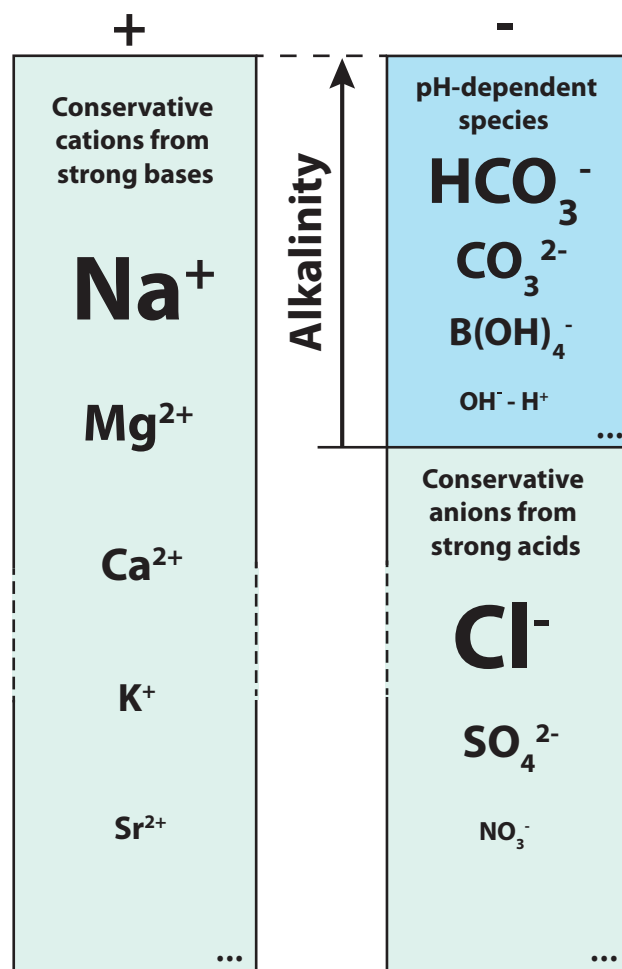 +
Conservative
cations from
strong bases
Na⁺
Mg²⁺
Ca²⁺
K⁺
Sr²⁺
...
Alkalinity
-
pH-dependent
species
HCO₃⁻
CO₃²⁻
B(OH)₄⁻
OH⁻ - H⁺
...
Conservative
anions from
strong acids
Cl⁻
SO₄²⁻
NO₃⁻
...